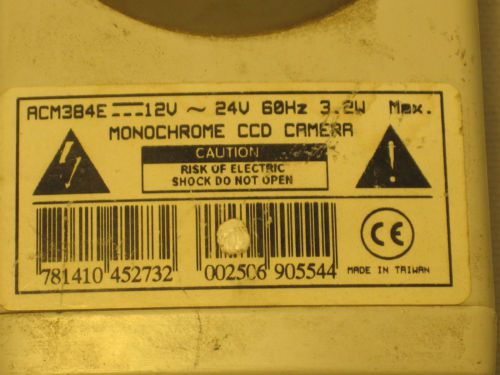 ACM384E ⎓ 12V ~ 24V 60Hz 3.2W Max.
MONOCHROME CCD CAMERA
CAUTION
RISK OF ELECTRIC
SHOCK DO NOT OPEN
781410 452732 002506 905544
CE
MADE IN TAIWAN